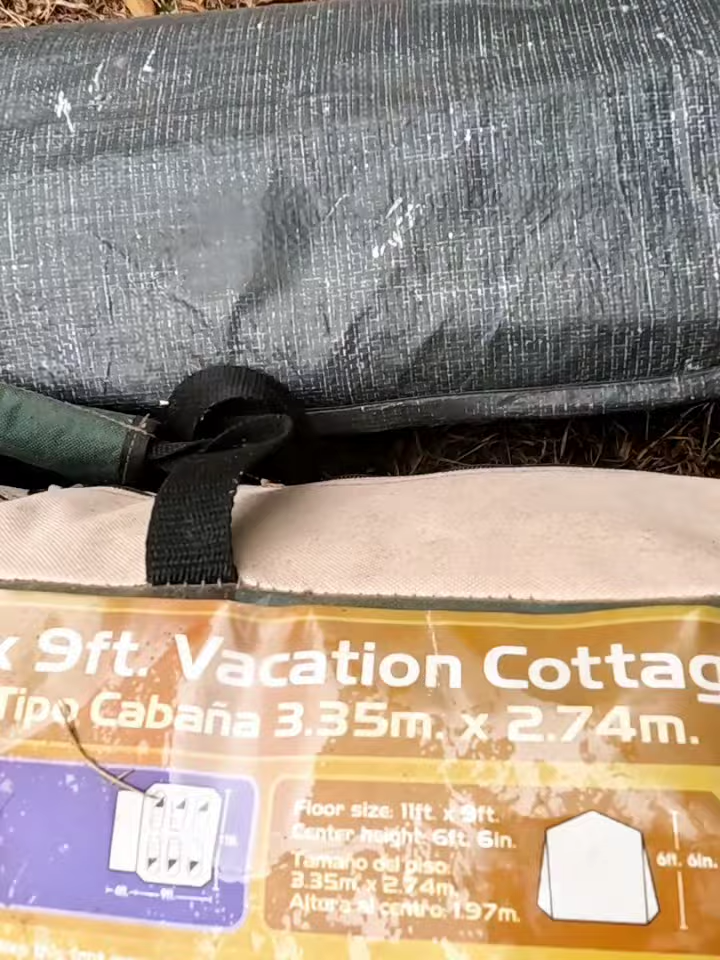 x 9ft. Vacation Cottag
Tipo Cabaña 3.35m. x 2.74m.
Floor size: 11ft. x 9ft.
Center height: 6ft. 6in.
Tamaño del piso:
3.35m. x 2.74m.
Altura al centro: 1.97m.
6ft. 6in.
9ft.